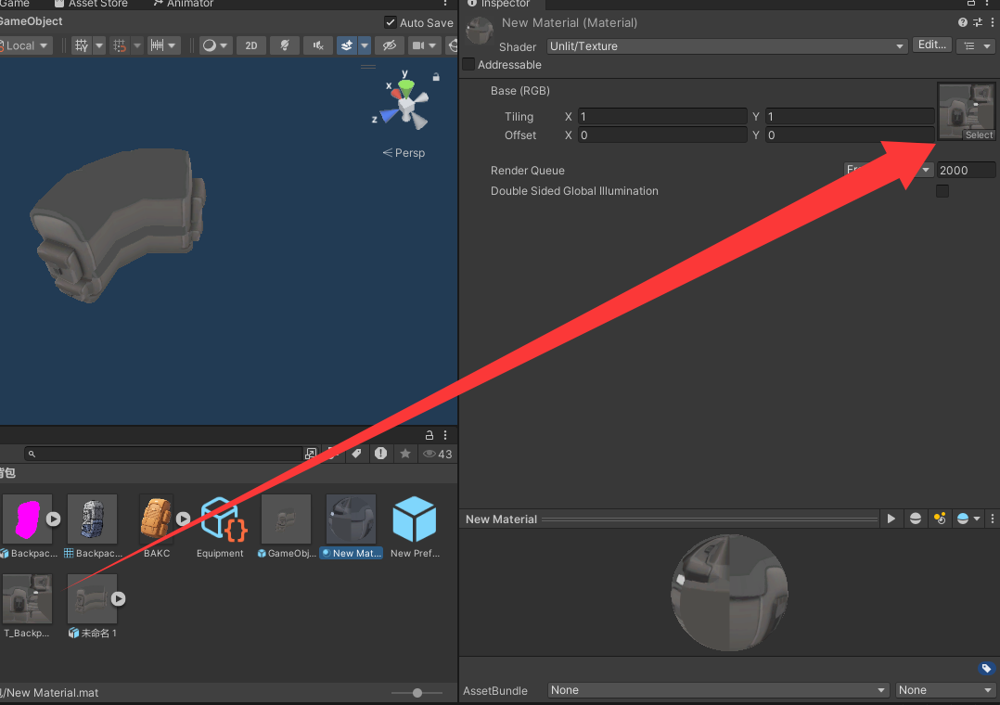 Game Asset Store Animator
GameObject
Auto Save
Local
2D
y
x
z
Persp
43
背包
Backpac...
Backpac...
BAKC
Equipment
GameObj...
New Mat...
New Pref...
T_Backp...
未命名 1
/New Material.mat
Inspector
New Material (Material)
Shader Unlit/Texture Edit...
Addressable
Base (RGB)
Tiling X 1 Y 1
Offset X 0 Y 0
Select
Render Queue 2000
Double Sided Global Illumination
New Material
AssetBundle None None